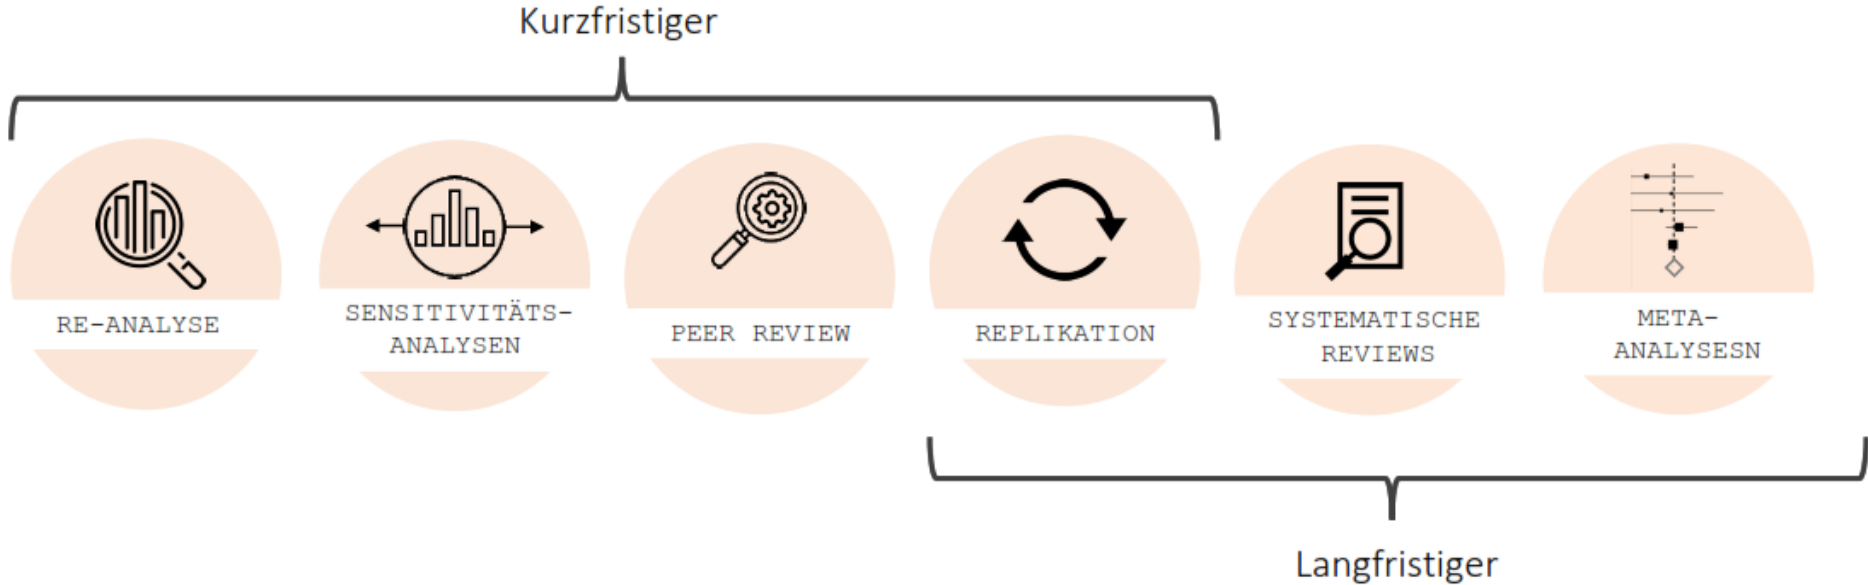 Kurzfristiger
RE-ANALYSE
SENSITIVITÄTS-
ANALYSEN
PEER REVIEW
REPLIKATION
SYSTEMATISCHE
REVIEWS
META-
ANALYSESN
Langfristiger